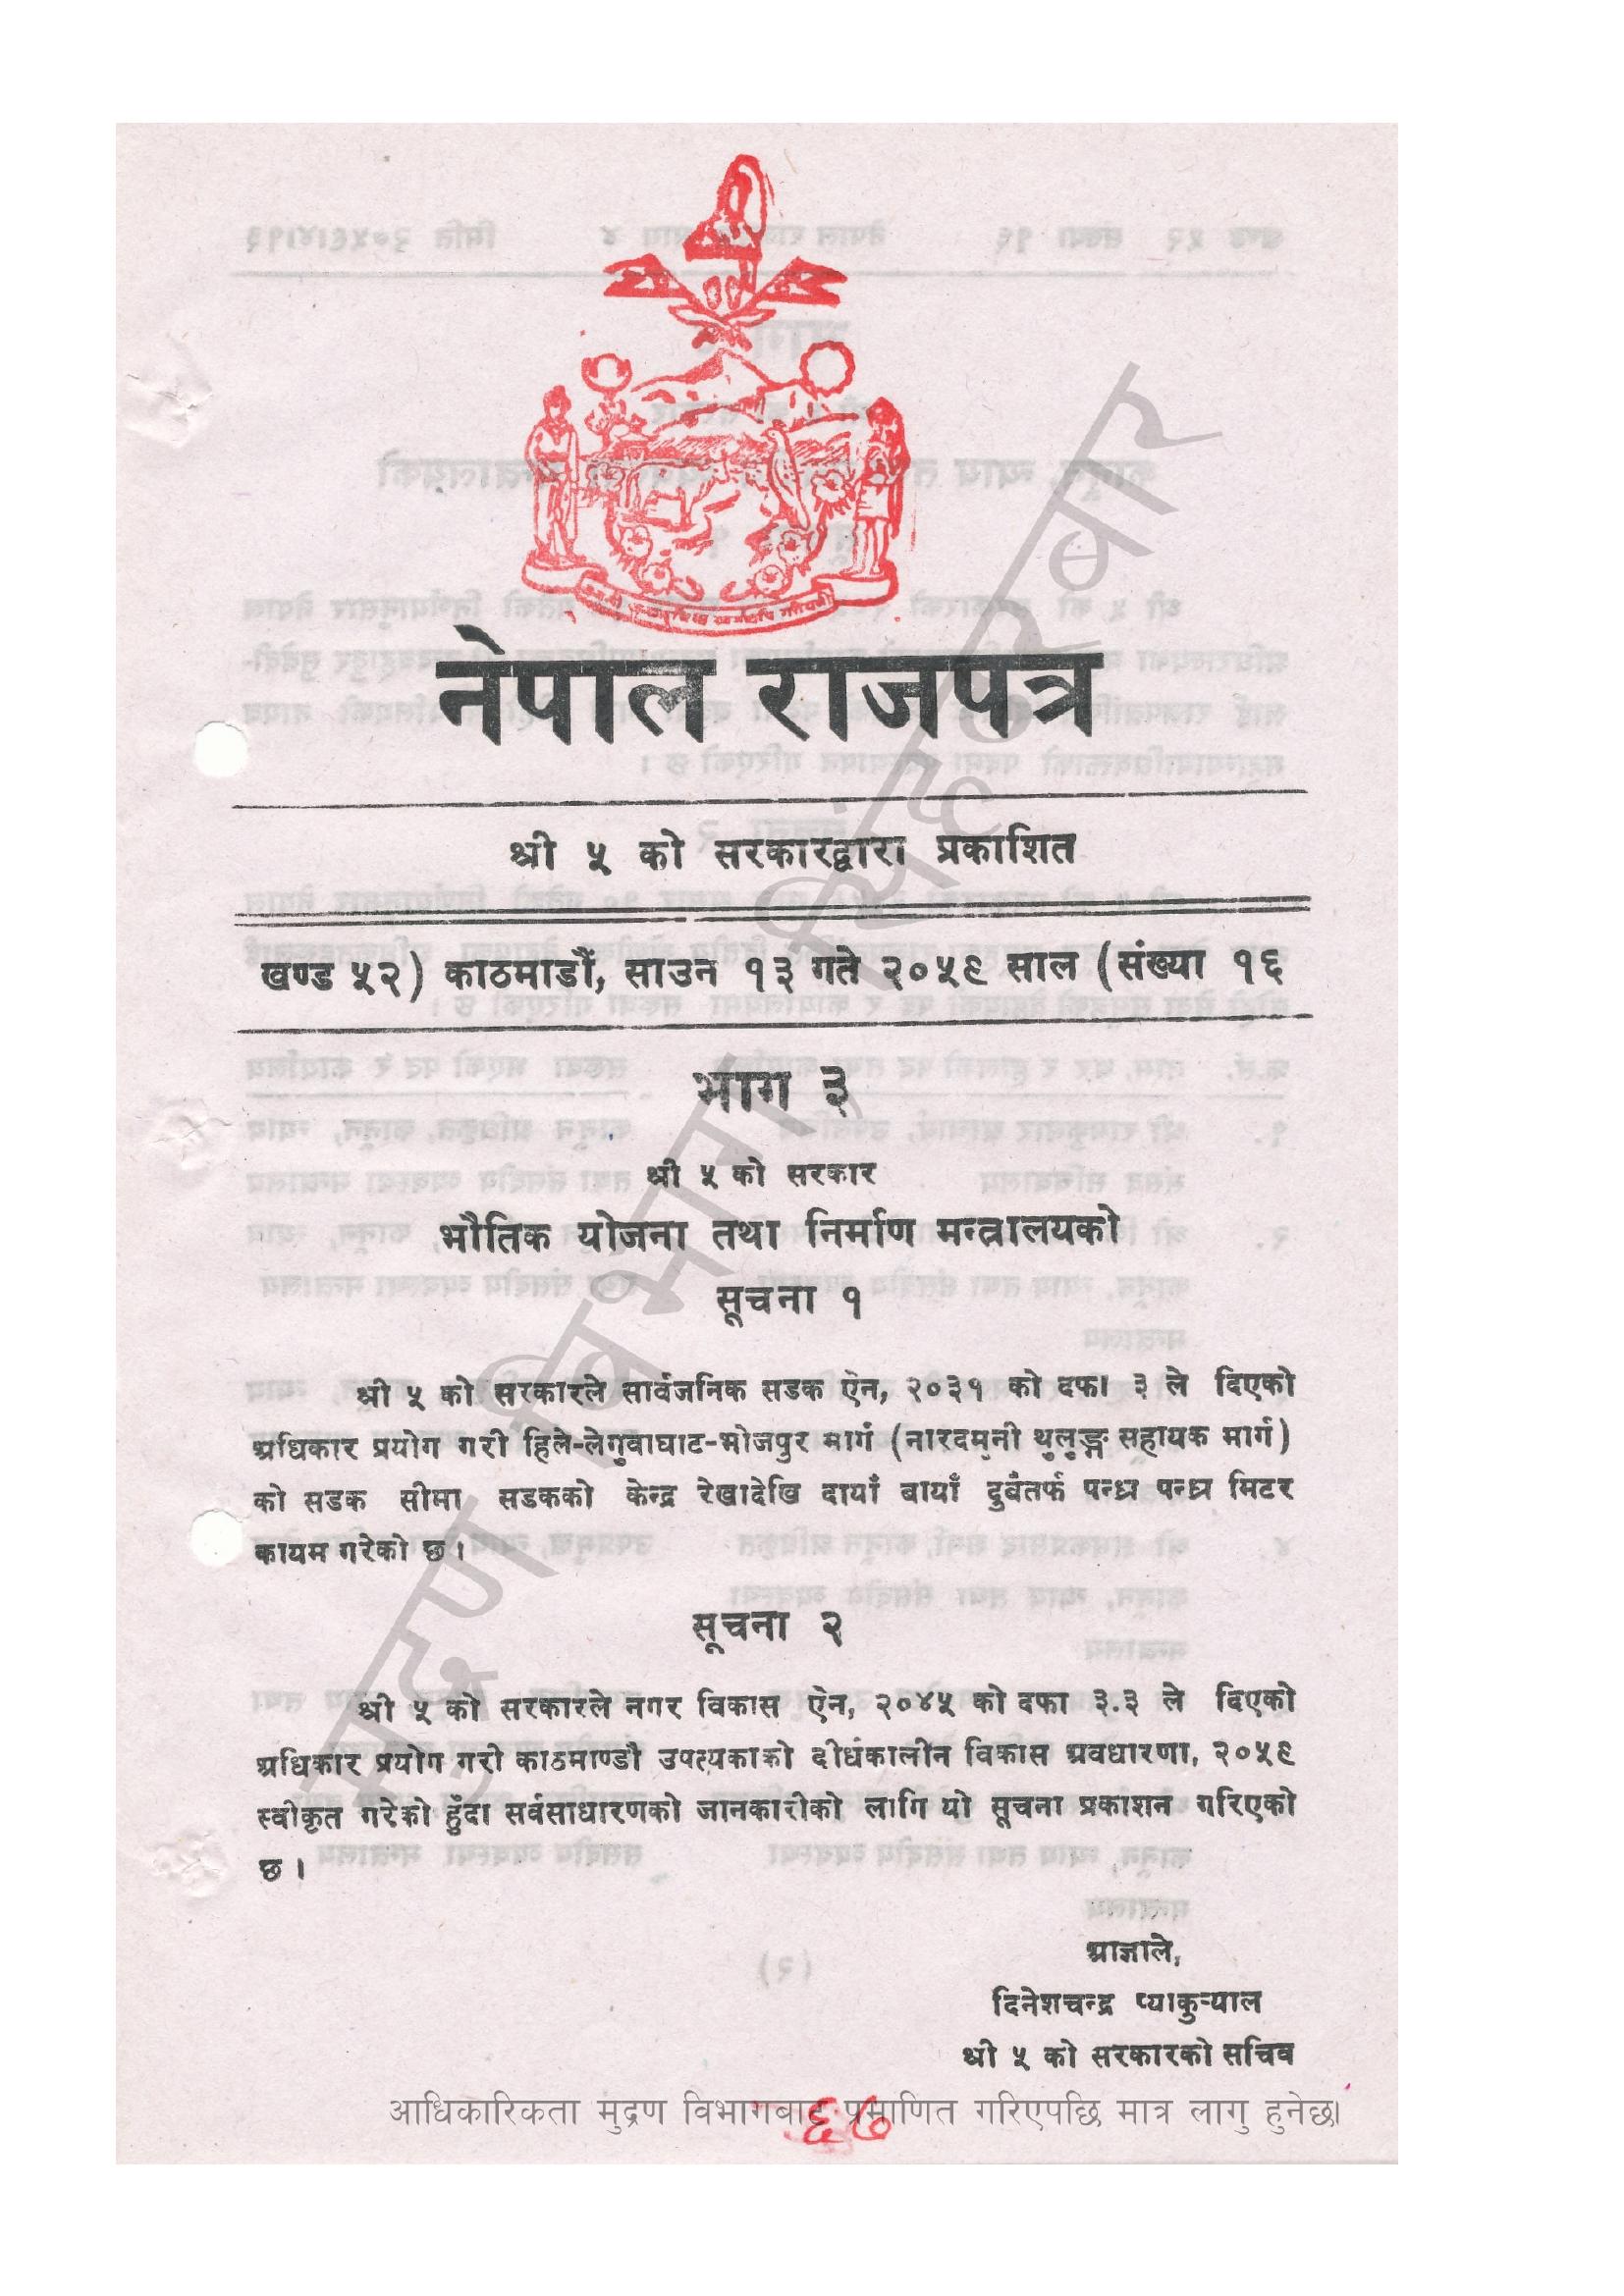 नेपाल राजपत्र
श्री ५ को सरकारद्वारा प्रकाशित
खण्ड ५२) काठमाडौं, साउन १३ गते २०५९ साल (संख्या १६
भाग ३
श्री ५ को सरकार
भौतिक योजना तथा निर्माण मन्त्रालयको
सूचना १
श्री ५ को सरकारले सार्वजनिक सडक ऐन, २०३१ को दफा ३ ले दिएको
अधिकार प्रयोग गरी हिले-लेगुवाघाट-भोजपुर मार्ग (नारदमुनी थुलुङ्ग सहायक मार्ग)
को सडक सीमा सडकको केन्द्र रेखादेखि दायाँ बायाँ दुबैतर्फ पन्ध्र पन्ध्र मिटर
कायम गरेको छ ।
सूचना २
श्री ५ को सरकारले नगर विकास ऐन, २०४५ को दफा ३.३ ले दिएको
अधिकार प्रयोग गरी काठमाण्डौ उपत्यकाको दीर्घकालीन विकास अवधारणा, २०५९
स्वीकृत गरेको हुँदा सर्वसाधारणको जानकारीको लागि यो सूचना प्रकाशन गरिएको
छ ।
आज्ञाले,
दिनेशचन्द्र प्याकुर्‍याल
श्री ५ को सरकारको सचिव
आधिकारिकता मुद्रण विभागबाट प्रमाणित गरिएपछि मात्र लागु हुनेछ।
६७
मुद्रण विभाग, सिंहदरबार